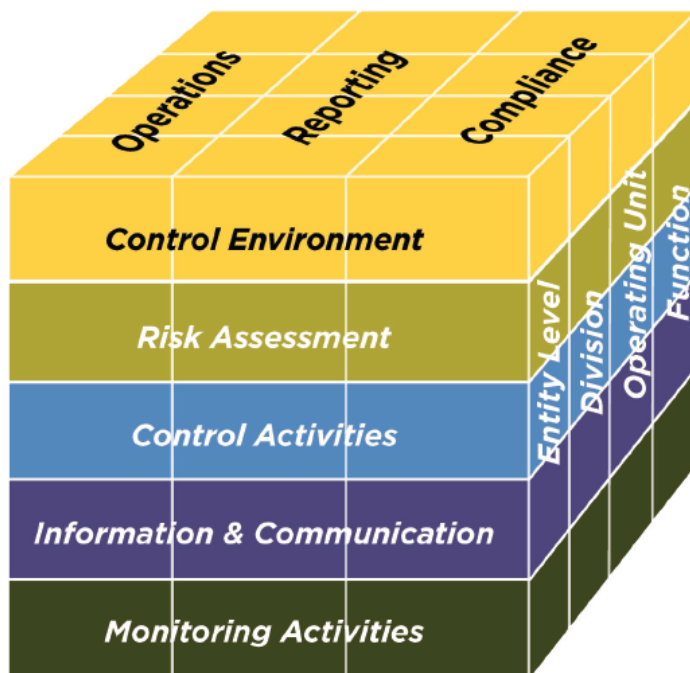 Operations
Reporting
Compliance
Control Environment
Risk Assessment
Control Activities
Information & Communication
Monitoring Activities
Entity Level
Division
Operating Unit
Function